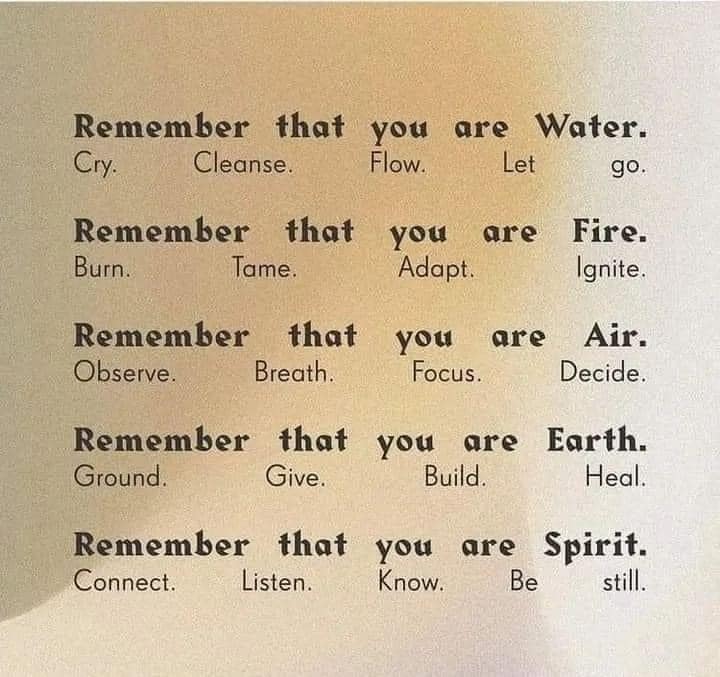 Remember that you are Water.
Cry. Cleanse. Flow. Let go.
Remember that you are Fire.
Burn. Tame. Adapt. Ignite.
Remember that you are Air.
Observe. Breath. Focus. Decide.
Remember that you are Earth.
Ground. Give. Build. Heal.
Remember that you are Spirit.
Connect. Listen. Know. Be still.